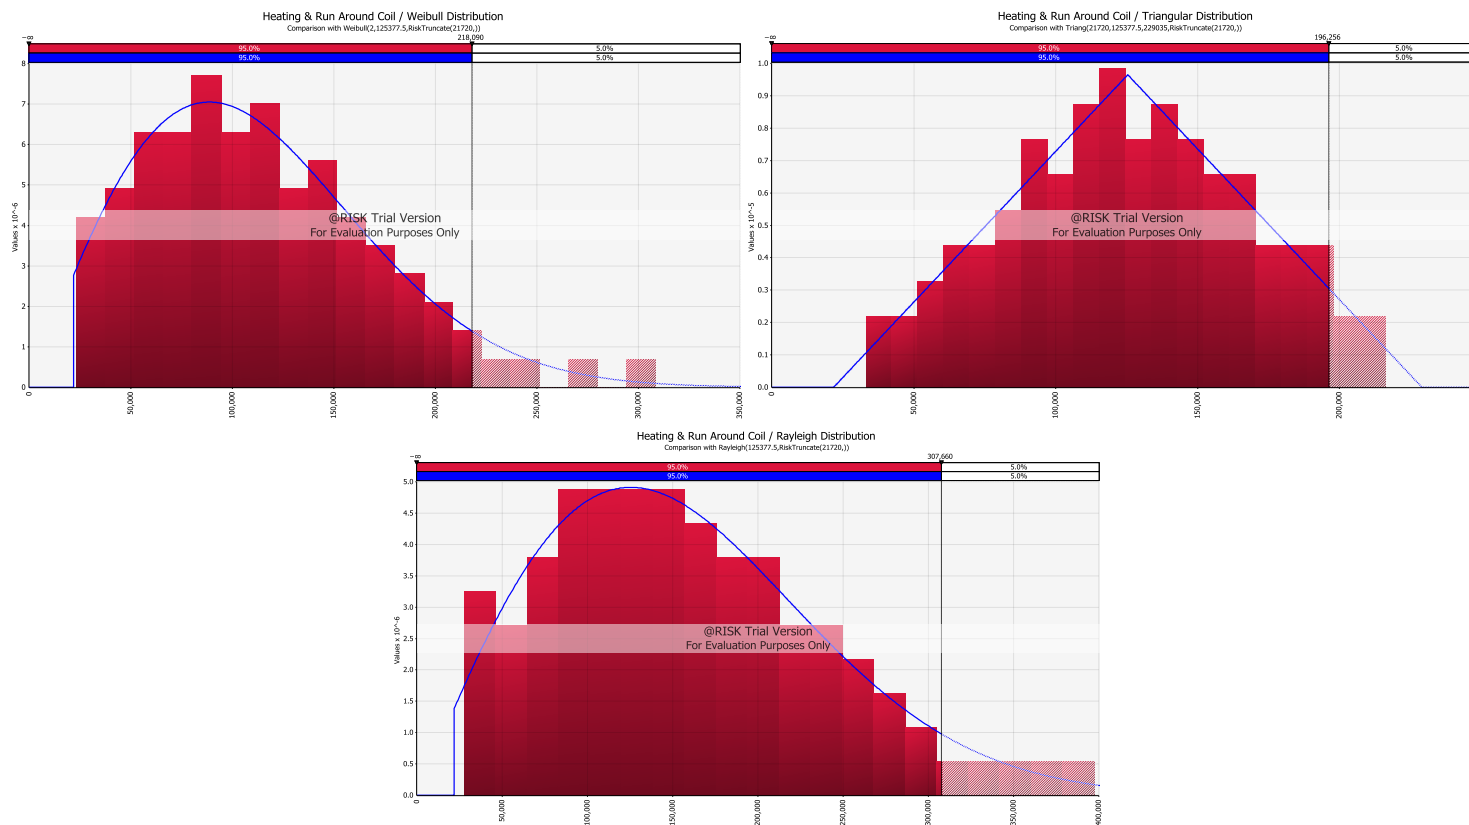 Heating & Run Around Coil / Weibull Distribution
Comparison with Weibull(2,125377.5,RiskTruncate(21720,))
−∞ 218,090
95.0% 5.0%
95.0% 5.0%
8
7
6
5
4
3
2
1
0
Values x 10^-6
@RISK Trial Version
For Evaluation Purposes Only
0 50,000 100,000 150,000 200,000 250,000 300,000 350,000
Heating & Run Around Coil / Triangular Distribution
Comparison with Triang(21720,125377.5,229035,RiskTruncate(21720,))
−∞ 196,256
95.0% 5.0%
95.0% 5.0%
1.0
0.9
0.8
0.7
0.6
0.5
0.4
0.3
0.2
0.1
0.0
Values x 10^-5
@RISK Trial Version
For Evaluation Purposes Only
0 50,000 100,000 150,000 200,000
Heating & Run Around Coil / Rayleigh Distribution
Comparison with Rayleigh(125377.5,RiskTruncate(21720,))
−∞ 307,660
95.0% 5.0%
95.0% 5.0%
5.0
4.5
4.0
3.5
3.0
2.5
2.0
1.5
1.0
0.5
0.0
Values x 10^-6
@RISK Trial Version
For Evaluation Purposes Only
0 50,000 100,000 150,000 200,000 250,000 300,000 350,000 400,000